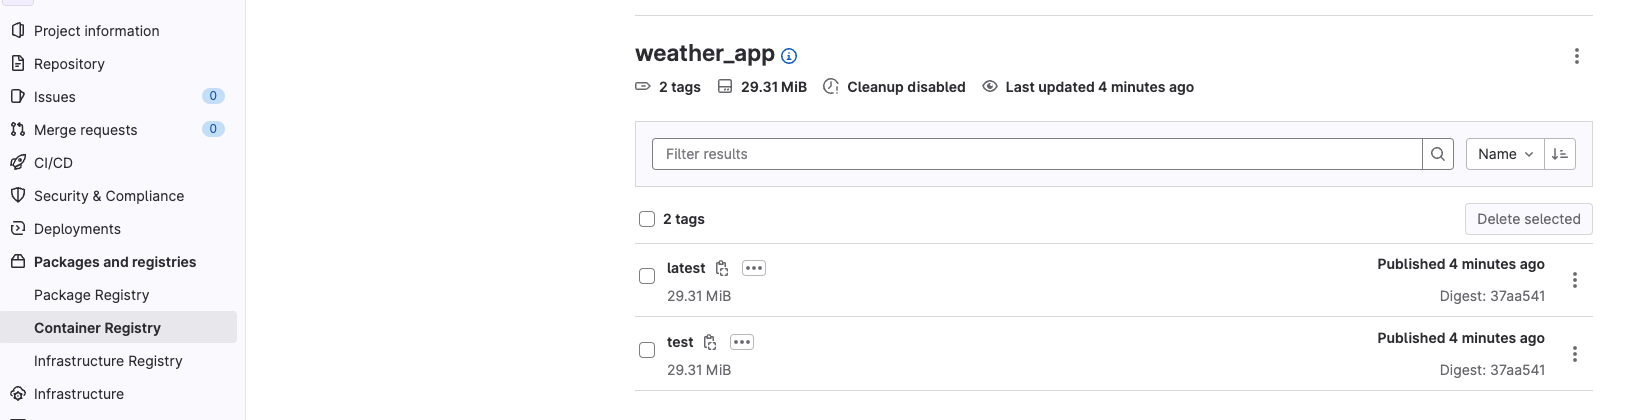 Project information
Repository
Issues 0
Merge requests 0
CI/CD
Security & Compliance
Deployments
Packages and registries
Package Registry
Container Registry
Infrastructure Registry
Infrastructure
weather_app
2 tags 29.31 MiB Cleanup disabled Last updated 4 minutes ago
Filter results Name
2 tags Delete selected
latest Published 4 minutes ago
29.31 MiB Digest: 37aa541
test Published 4 minutes ago
29.31 MiB Digest: 37aa541